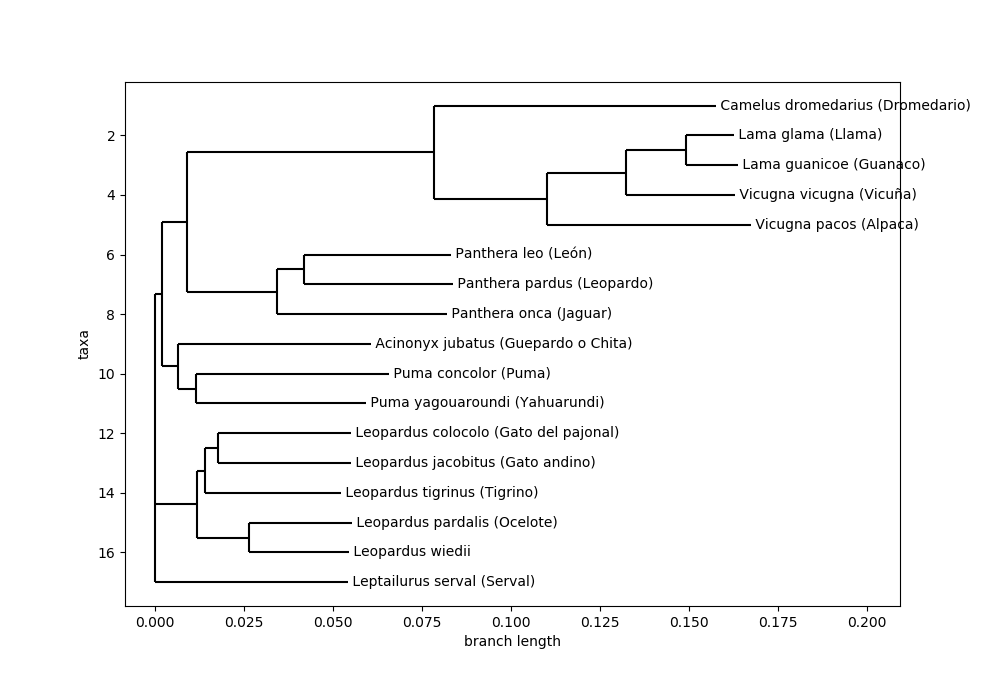 Camelus dromedarius (Dromedario)
Lama glama (Llama)
Lama guanicoe (Guanaco)
Vicugna vicugna (Vicuña)
Vicugna pacos (Alpaca)
Panthera leo (León)
Panthera pardus (Leopardo)
Panthera onca (Jaguar)
Acinonyx jubatus (Guepardo o Chita)
Puma concolor (Puma)
Puma yagouaroundi (Yahuarundi)
Leopardus colocolo (Gato del pajonal)
Leopardus jacobitus (Gato andino)
Leopardus tigrinus (Tigrino)
Leopardus pardalis (Ocelote)
Leopardus wiedii
Leptailurus serval (Serval)
2
4
6
8
10
12
14
16
taxa
0.000 0.025 0.050 0.075 0.100 0.125 0.150 0.175 0.200
branch length